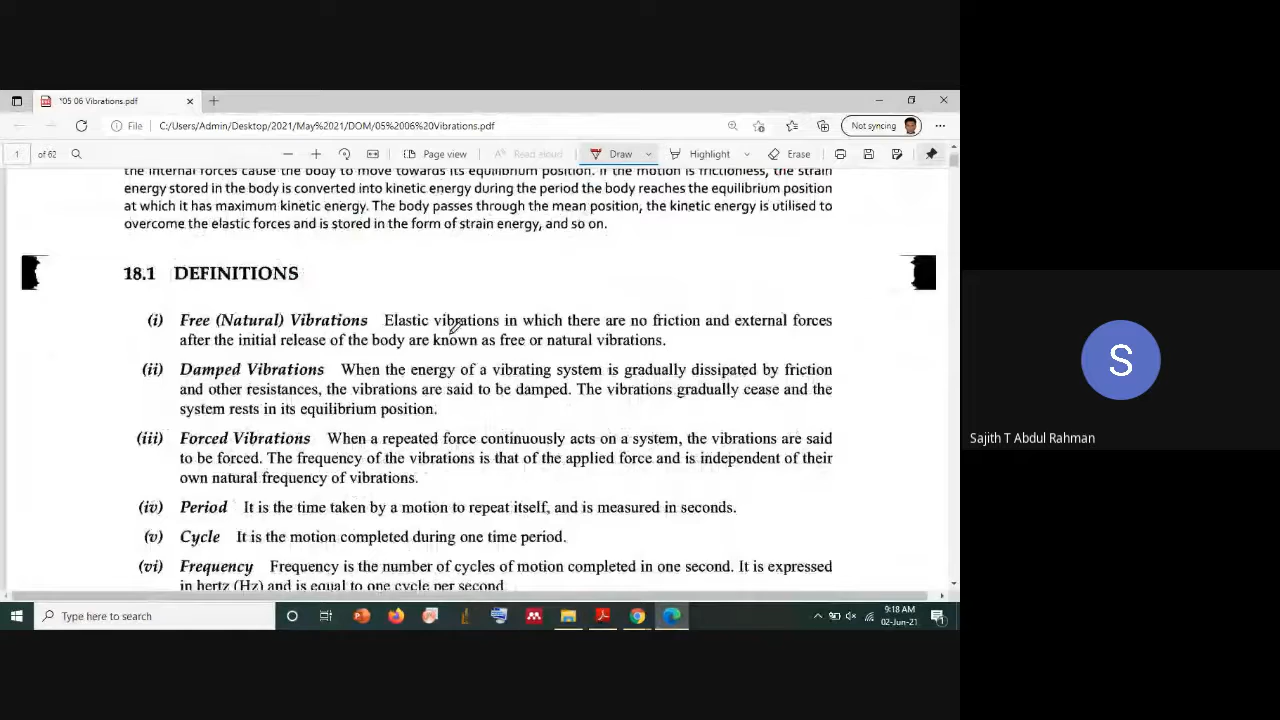 *05 06 Vibrations.pdf
File C:/Users/Admin/Desktop/2021/May%2021/DOM/05%2006%20Vibrations.pdf Not syncing
1 of 62 Page view Read aloud Draw Highlight Erase
the internal forces cause the body to move towards its equilibrium position. If the motion is frictionless, the strain
energy stored in the body is converted into kinetic energy during the period the body reaches the equilibrium position
at which it has maximum kinetic energy. The body passes through the mean position, the kinetic energy is utilised to
overcome the elastic forces and is stored in the form of strain energy, and so on.
18.1 DEFINITIONS
(i) Free (Natural) Vibrations Elastic vibrations in which there are no friction and external forces
after the initial release of the body are known as free or natural vibrations.
(ii) Damped Vibrations When the energy of a vibrating system is gradually dissipated by friction
and other resistances, the vibrations are said to be damped. The vibrations gradually cease and the
system rests in its equilibrium position.
(iii) Forced Vibrations When a repeated force continuously acts on a system, the vibrations are said
to be forced. The frequency of the vibrations is that of the applied force and is independent of their
own natural frequency of vibrations.
(iv) Period It is the time taken by a motion to repeat itself, and is measured in seconds.
(v) Cycle It is the motion completed during one time period.
(vi) Frequency Frequency is the number of cycles of motion completed in one second. It is expressed
in hertz (Hz) and is equal to one cycle per second.
S
Sajith T Abdul Rahman
Type here to search
9:18 AM
02-Jun-21
1